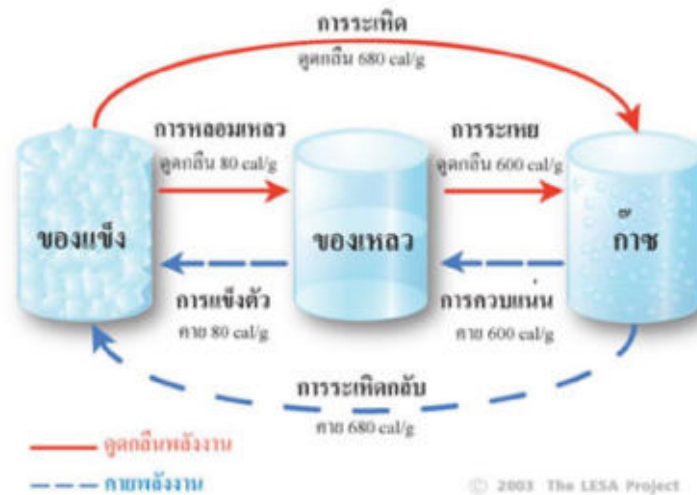 การระเหิด
ดูดกลืน 680 cal/g
การหลอมเหลว
ดูดกลืน 80 cal/g
การระเหย
ดูดกลืน 600 cal/g
ของแข็ง
ของเหลว
ก๊าซ
การแข็งตัว
คาย 80 cal/g
การควบแน่น
คาย 600 cal/g
การระเหิดกลับ
คาย 680 cal/g
ดูดกลืนพลังงาน
คายพลังงาน
© 2003 The LESA Project